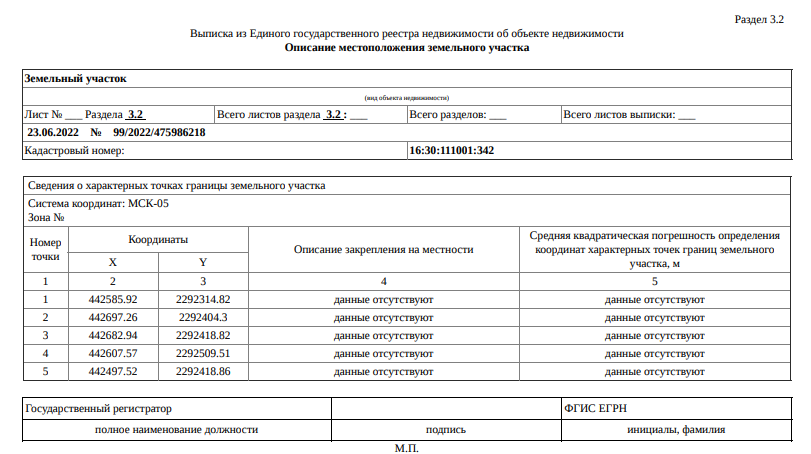 Раздел 3.2
Выписка из Единого государственного реестра недвижимости об объекте недвижимости
Описание местоположения земельного участка
Земельный участок
(вид объекта недвижимости)
Лист № ___ Раздела 3.2 Всего листов раздела 3.2 : ___ Всего разделов: ___ Всего листов выписки: ___
23.06.2022 № 99/2022/475986218
Кадастровый номер: 16:30:111001:342
Сведения о характерных точках границы земельного участка
Система координат: МСК-05
Зона №
Номер точки Координаты Описание закрепления на местности Средняя квадратическая погрешность определения координат характерных точек границ земельного участка, м
X Y
1 2 3 4 5
1 442585.92 2292314.82 данные отсутствуют данные отсутствуют
2 442697.26 2292404.3 данные отсутствуют данные отсутствуют
3 442682.94 2292418.82 данные отсутствуют данные отсутствуют
4 442607.57 2292509.51 данные отсутствуют данные отсутствуют
5 442497.52 2292418.86 данные отсутствуют данные отсутствуют
Государственный регистратор ФГИС ЕГРН
полное наименование должности подпись инициалы, фамилия
М.П.